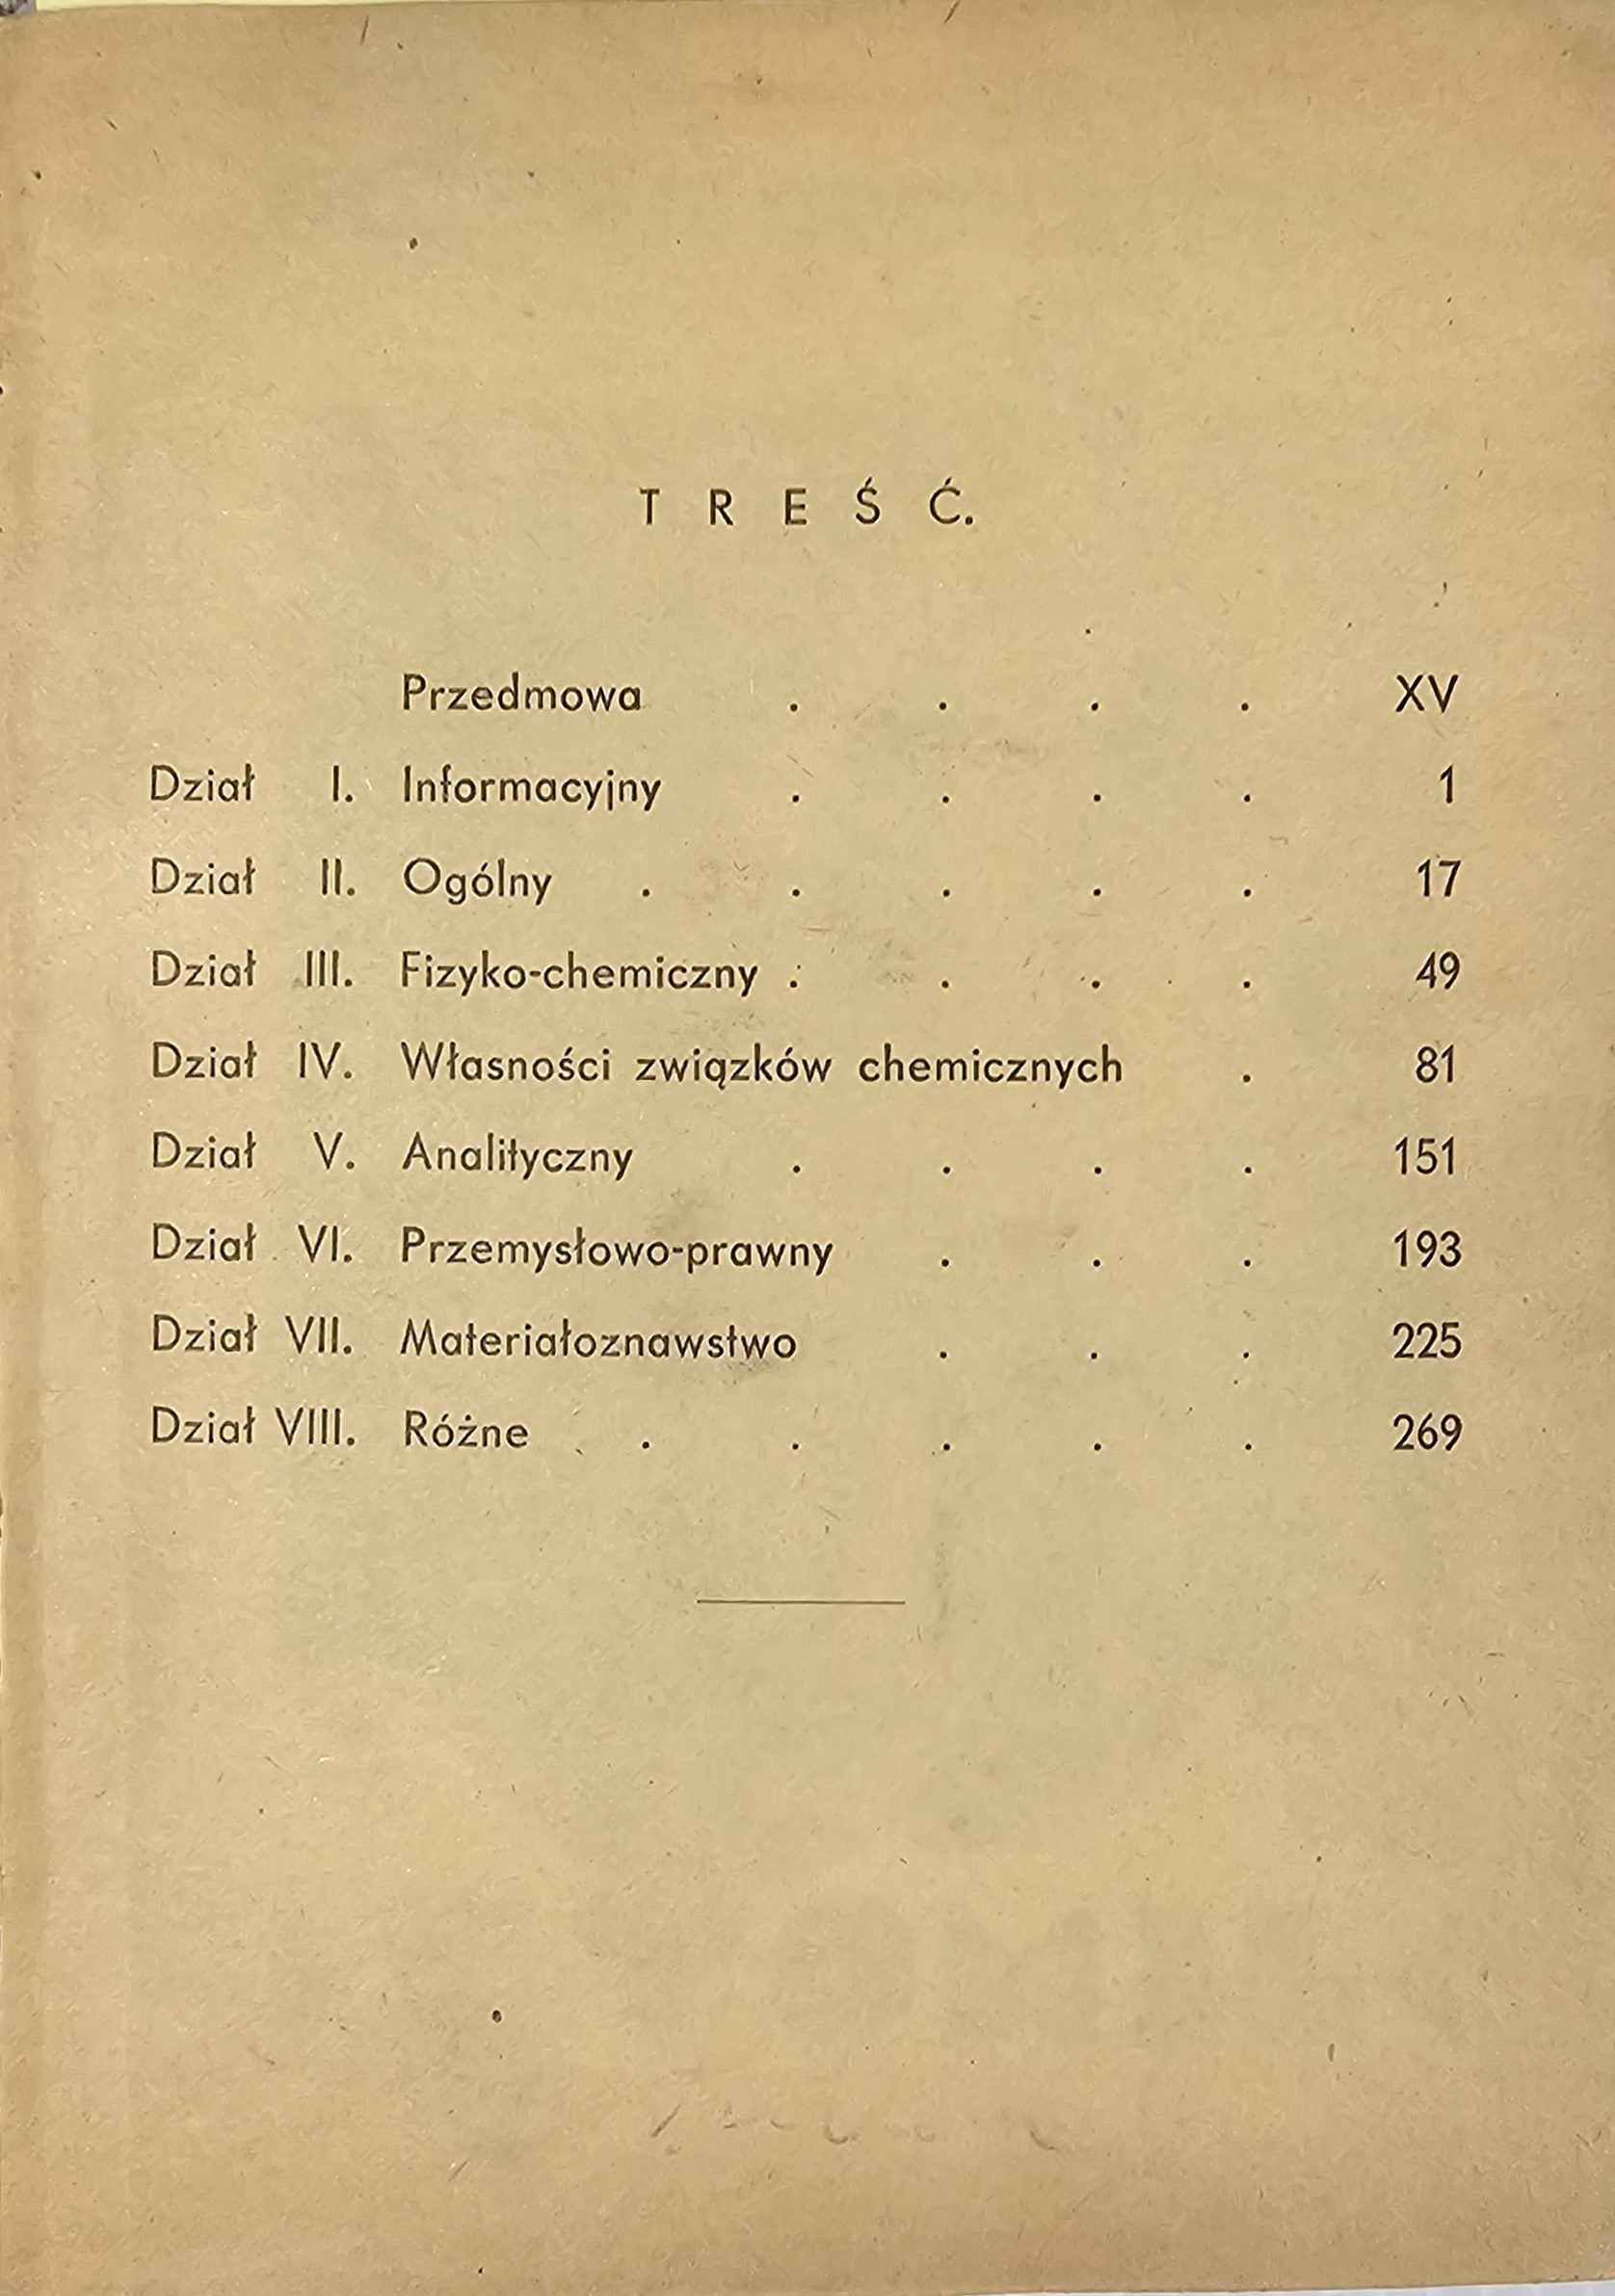 TREŚĆ.
Przedmowa . . . . XV
Dział I. Informacyjny . . . . 1
Dział II. Ogólny . . . . . 17
Dział III. Fizyko-chemiczny . . . . 49
Dział IV. Własności związków chemicznych . 81
Dział V. Analityczny . . . . 151
Dział VI. Przemysłowo-prawny . . . 193
Dział VII. Materiałoznawstwo . . . 225
Dział VIII. Różne . . . . . 269